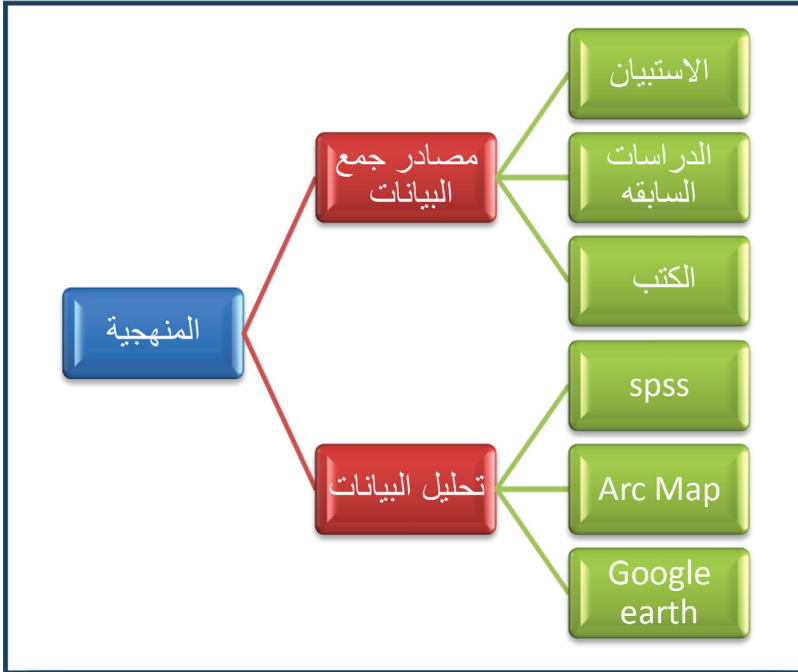 المنهجية
مصادر جمع
البيانات
الاستبيان
الدراسات
السابقه
الكتب
تحليل البيانات
spss
Arc Map
Google
earth